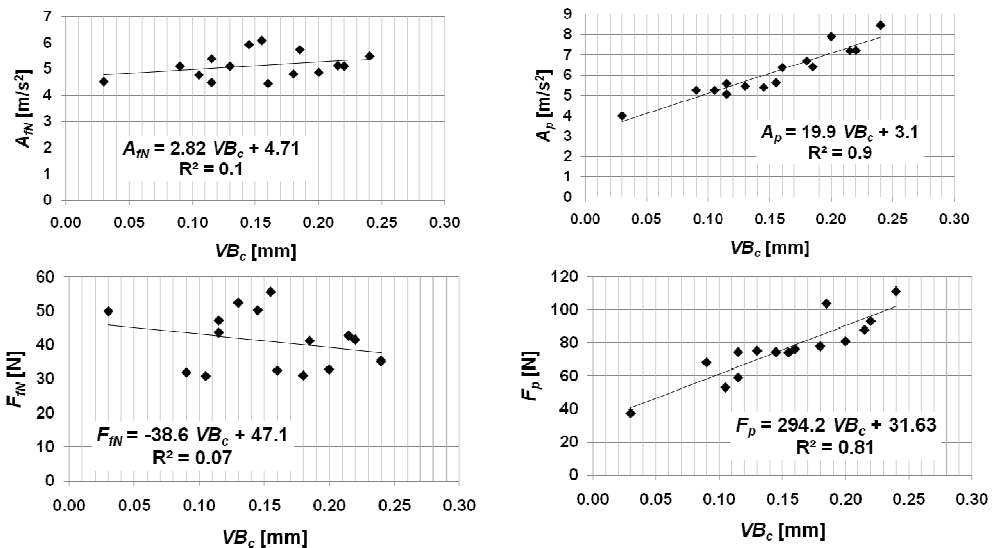 7
6
5
4
3
2
1
0
A_fN [m/s²]
A_fN = 2.82 VB_c + 4.71
R² = 0.1
0.00 0.05 0.10 0.15 0.20 0.25 0.30
VB_c [mm]
9
8
7
6
5
4
3
2
1
0
A_p [m/s²]
A_p = 19.9 VB_c + 3.1
R² = 0.9
0.00 0.05 0.10 0.15 0.20 0.25 0.30
VB_c [mm]
60
50
40
30
20
10
0
F_fN [N]
F_fN = -38.6 VB_c + 47.1
R² = 0.07
0.00 0.05 0.10 0.15 0.20 0.25 0.30
VB_c [mm]
120
100
80
60
40
20
0
F_p [N]
F_p = 294.2 VB_c + 31.63
R² = 0.81
0.00 0.05 0.10 0.15 0.20 0.25 0.30
VB_c [mm]